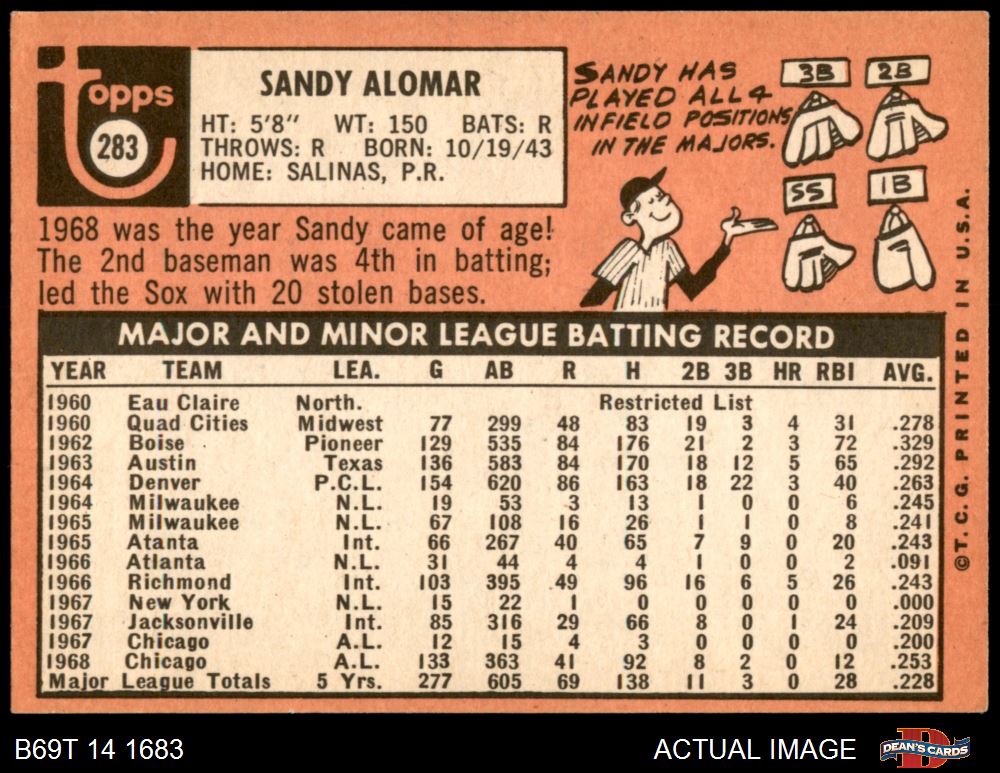 Topps
283
SANDY ALOMAR
HT: 5'8" WT: 150 BATS: R
THROWS: R BORN: 10/19/43
HOME: SALINAS, P.R.
SANDY HAS
PLAYED ALL 4
INFIELD POSITIONS
IN THE MAJORS.
3B 2B
SS 1B
1968 was the year Sandy came of age!
The 2nd baseman was 4th in batting;
led the Sox with 20 stolen bases.
MAJOR AND MINOR LEAGUE BATTING RECORD
YEAR TEAM LEA. G AB R H 2B 3B HR RBI AVG.
1960 Eau Claire North. Restricted List
1960 Quad Cities Midwest 77 299 48 83 19 3 4 31 .278
1962 Boise Pioneer 129 535 84 176 21 2 3 72 .329
1963 Austin Texas 136 583 84 170 18 12 5 65 .292
1964 Denver P.C.L. 154 620 86 163 18 22 3 40 .263
1964 Milwaukee N.L. 19 53 3 13 1 0 0 6 .245
1965 Milwaukee N.L. 67 108 16 26 1 1 0 8 .241
1965 Atanta Int. 66 267 40 65 7 9 0 20 .243
1966 Atlanta N.L. 31 44 4 4 1 0 0 2 .091
1966 Richmond Int. 103 395 49 96 16 6 5 26 .243
1967 New York N.L. 15 22 1 0 0 0 0 0 .000
1967 Jacksonville Int. 85 316 29 66 8 0 1 24 .209
1967 Chicago A.L. 12 15 4 3 0 0 0 0 .200
1968 Chicago A.L. 133 363 41 92 8 2 0 12 .253
Major League Totals 5 Yrs. 277 605 69 138 11 3 0 28 .228
©T. C. G. PRINTED IN U.S.A.
B69T 14 1683
ACTUAL IMAGE
DEAN'S CARDS